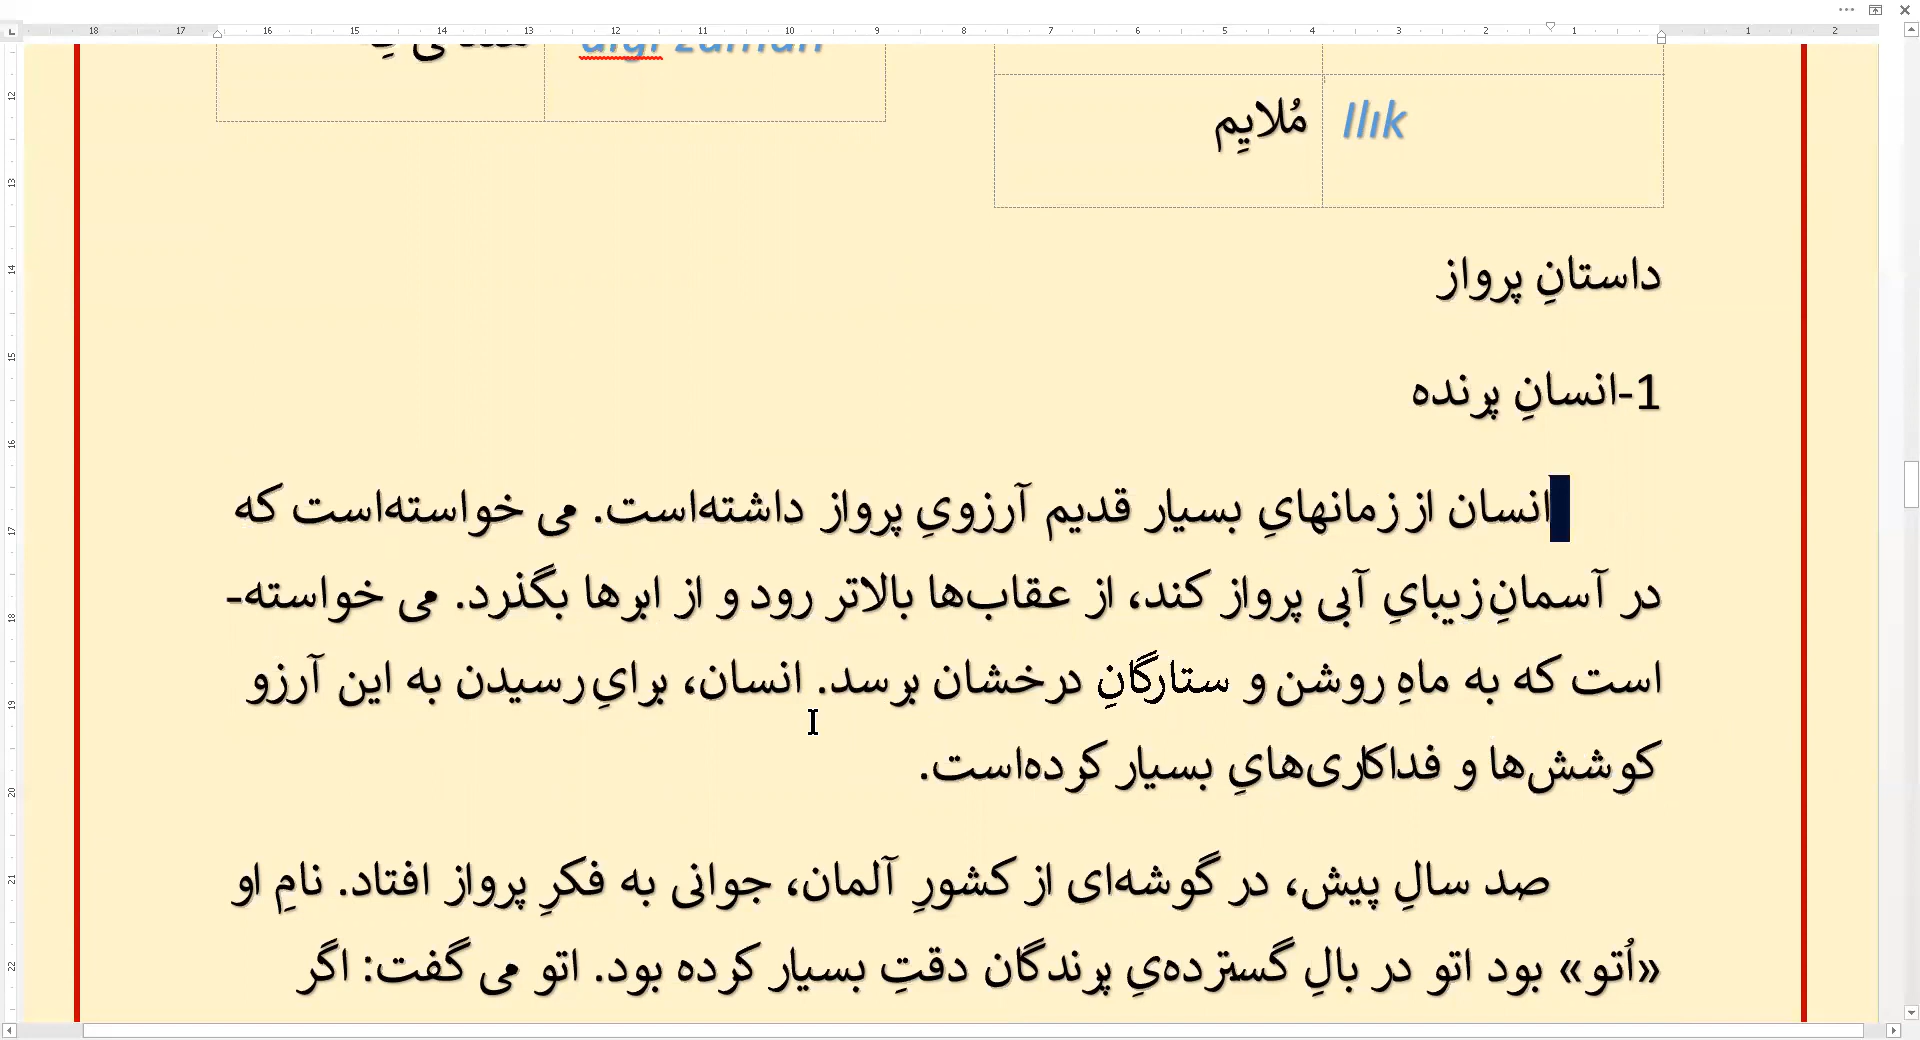 مُلایِم Ilık
داستانِ پرواز
1-انسانِ پرنده
انسان از زمانهایِ بسیار قدیم آرزویِ پرواز داشته‌است. می خواسته‌است که
در آسمانِ زیبایِ آبی پرواز کند، از عقاب‌ها بالاتر رود و از ابرها بگذرد. می خواسته-
است که به ماهِ روشن و ستارگانِ درخشان برسد. انسان، برایِ رسیدن به این آرزو
کوشش‌ها و فداکاری‌هایِ بسیار کرده‌است.
صد سالِ پیش، در گوشه‌ای از کشورِ آلمان، جوانی به فکرِ پرواز افتاد. نامِ او
«اُتو» بود اتو در بالِ گسترده‌یِ پرندگان دقتِ بسیار کرده بود. اتو می گفت: اگر